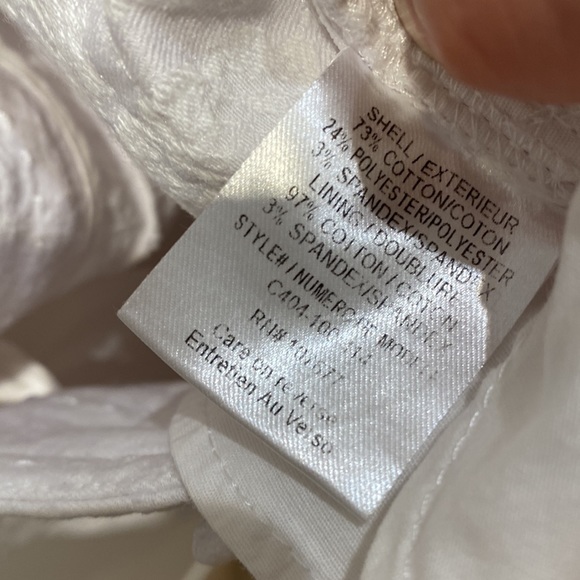 SHELL/EXTERIEUR
73% COTTON/COTON
24% POLYESTER/POLYESTER
3% SPANDEX/SPANDEX
LINING/DOUBLURE
97% COTTON/COTON
3% SPANDEX/SPANDEX
STYLE#/NUMERO DE MODELE
RN#
Care on reverse
Entretien Au Verso